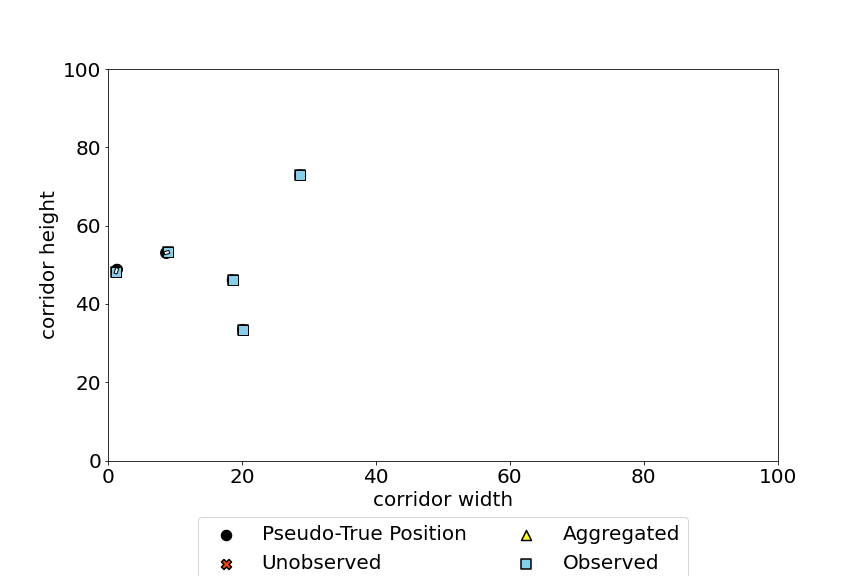 100
80
60
40
20
0
corridor height
0 20 40 60 80 100
corridor width
Pseudo-True Position Aggregated
Unobserved Observed